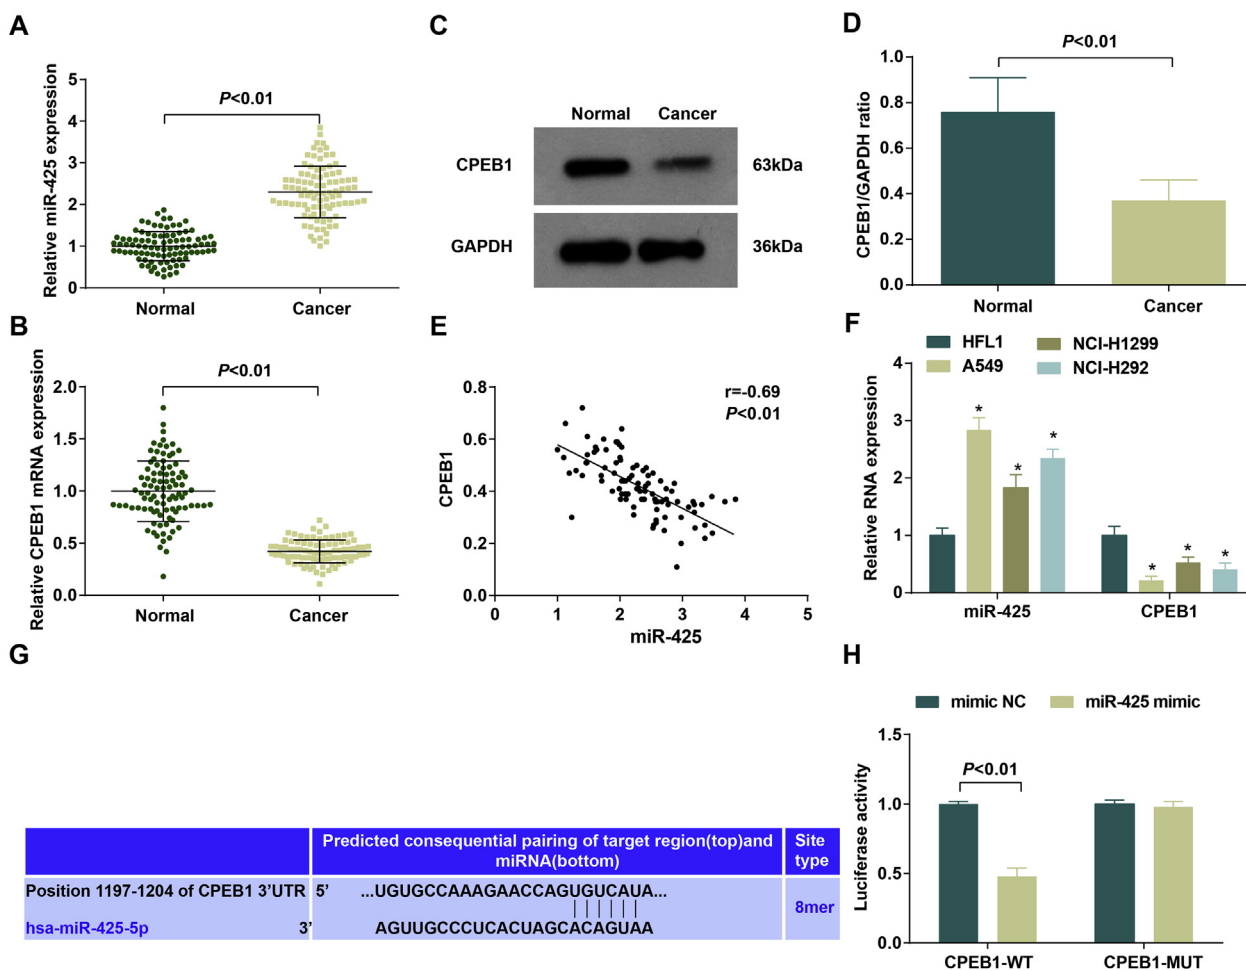 A
Relative miR-425 expression
5
4
3
2
1
0
P<0.01
Normal
Cancer
B
Relative CPEB1 mRNA expression
2.0
1.5
1.0
0.5
0.0
P<0.01
Normal
Cancer
C
Normal
Cancer
CPEB1
63kDa
GAPDH
36kDa
D
CPEB1/GAPDH ratio
1.0
0.8
0.6
0.4
0.2
0.0
P<0.01
Normal
Cancer
E
CPEB1
0.8
0.6
0.4
0.2
0.0
r=-0.69
P<0.01
0
1
2
3
4
5
miR-425
F
HFL1
NCI-H1299
A549
NCI-H292
Relative RNA expression
4
3
2
1
0
*
*
*
*
*
*
miR-425
CPEB1
G
Predicted consequential pairing of target region(top)and
miRNA(bottom)
Site
type
Position 1197-1204 of CPEB1 3’UTR 5’ ...UGUGCCAAAGAACCAGUGUCAUA...
8mer
hsa-miR-425-5p 3’ AGUUGCCCUCACUAGCACAGUAA
H
mimic NC
miR-425 mimic
Luciferase activity
1.5
1.0
0.5
0.0
P<0.01
CPEB1-WT
CPEB1-MUT